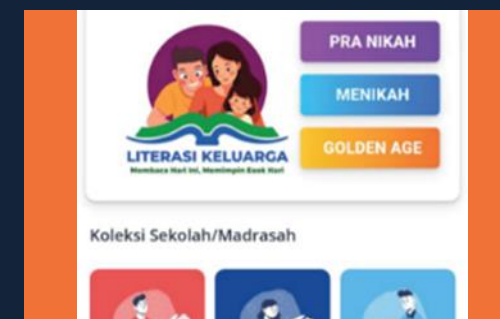 PRA NIKAH
MENIKAH
GOLDEN AGE
LITERASI KELUARGA
Membaca Hari Ini, Memimpin Esok Hari
Koleksi Sekolah/Madrasah